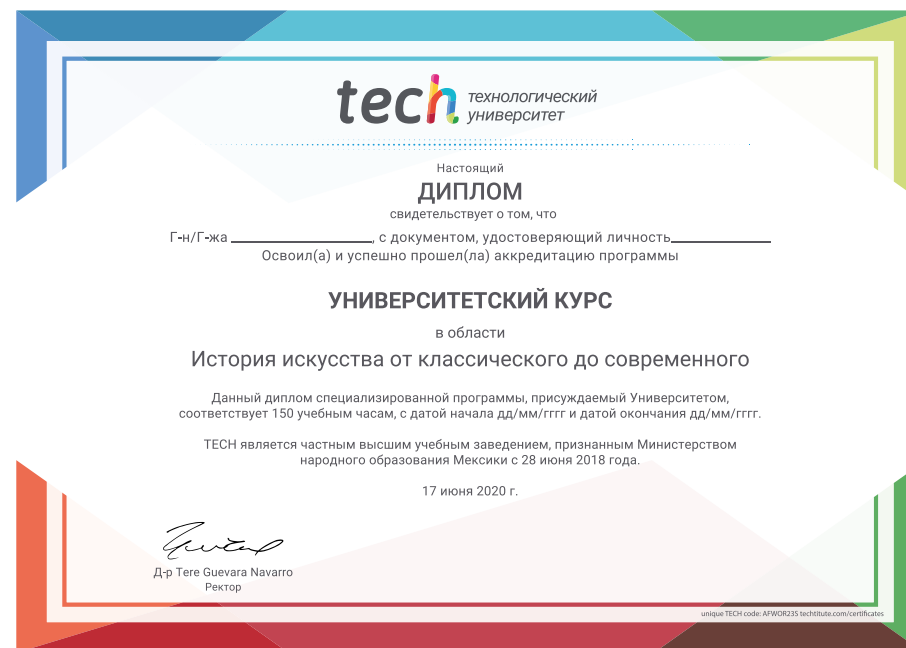 tech технологический
университет
Настоящий
ДИПЛОМ
свидетельствует о том, что
Г-н/Г-жа ____________________, с документом, удостоверяющий личность______________
Освоил(а) и успешно прошел(ла) аккредитацию программы
УНИВЕРСИТЕТСКИЙ КУРС
в области
История искусства от классического до современного
Данный диплом специализированной программы, присуждаемый Университетом,
соответствует 150 учебным часам, с датой начала дд/мм/гггг и датой окончания дд/мм/гггг.
TECH является частным высшим учебным заведением, признанным Министерством
народного образования Мексики с 28 июня 2018 года.
17 июня 2020 г.
Д-р Tere Guevara Navarro
Ректор
unique TECH code: AFWOR23S techtitute.com/certificates